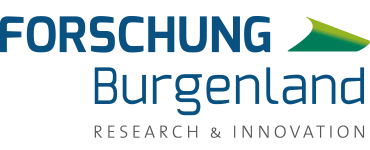 FORSCHUNG
Burgenland
RESEARCH & INNOVATION